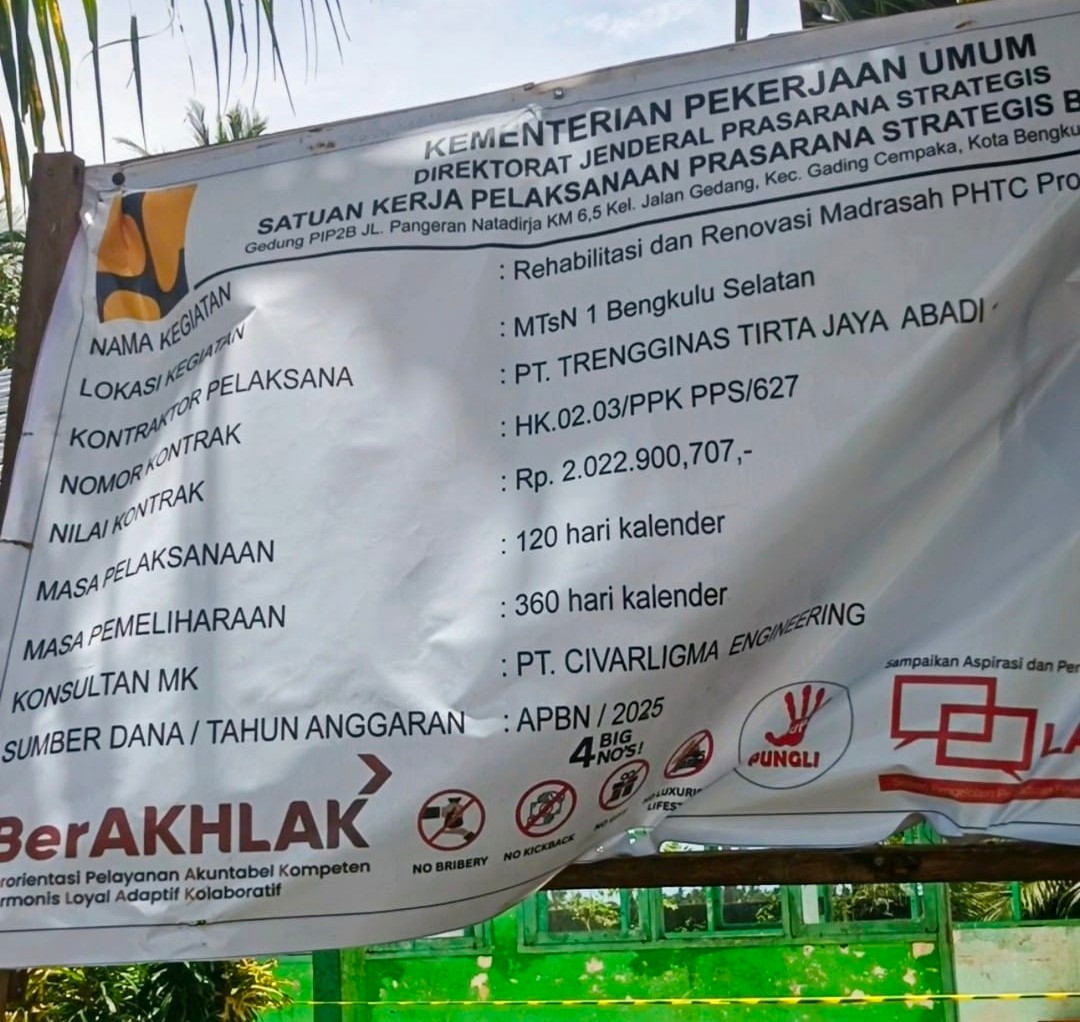 KEMENTERIAN PEKERJAAN UMUM
DIREKTORAT JENDERAL PRASARANA STRATEGIS
SATUAN KERJA PELAKSANAAN PRASARANA STRATEGIS B
Gedung PIP2B JL. Pangeran Natadirja KM 6,5 Kel. Jalan Gedang, Kec. Gading Cempaka, Kota Bengku
NAMA KEGIATAN : Rehabilitasi dan Renovasi Madrasah PHTC Pro
LOKASI KEGIATAN : MTsN 1 Bengkulu Selatan
KONTRAKTOR PELAKSANA : PT. TRENGGINAS TIRTA JAYA ABADI
NOMOR KONTRAK : HK.02.03/PPK PPS/627
NILAI KONTRAK : Rp. 2.022.900,707,-
MASA PELAKSANAAN : 120 hari kalender
MASA PEMELIHARAAN : 360 hari kalender
KONSULTAN MK : PT. CIVARLIGMA ENGINEERING
SUMBER DANA / TAHUN ANGGARAN : APBN / 2025
sampaikan Aspirasi dan Per
4 BIG NO'S!
PUNGLI
LA
BerAKHLAK
rorientasi Pelayanan Akuntabel Kompeten
rmonis Loyal Adaptif Kolaboratif
NO BRIBERY
NO KICKBACK
LUXURI
LIFEST